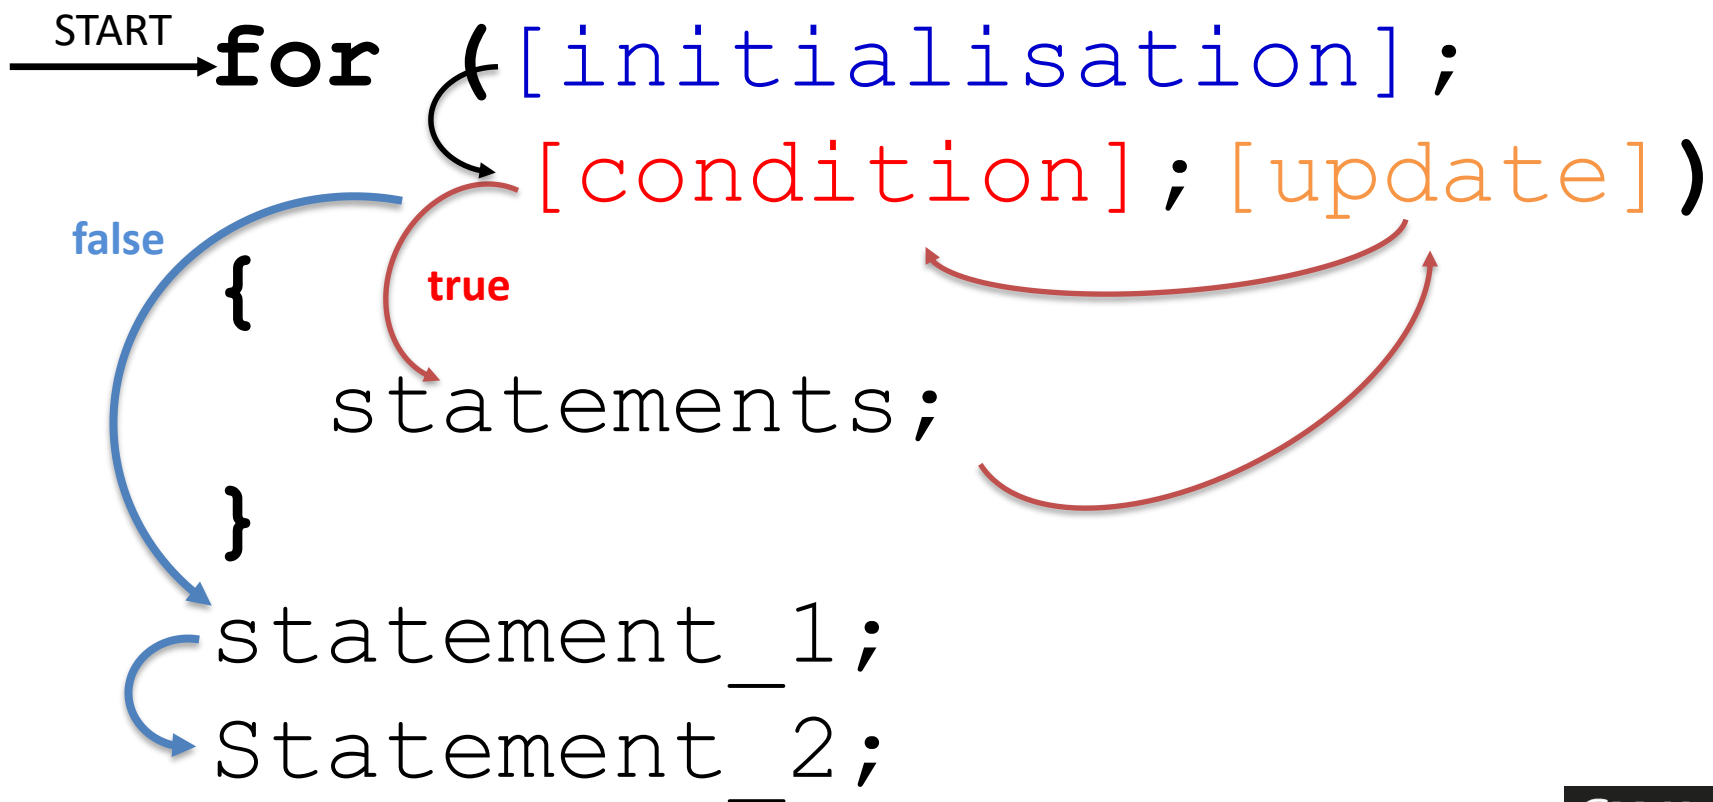 START
for ([initialisation];
[condition];[update])
false
{
true
statements;
}
statement_1;
Statement_2;